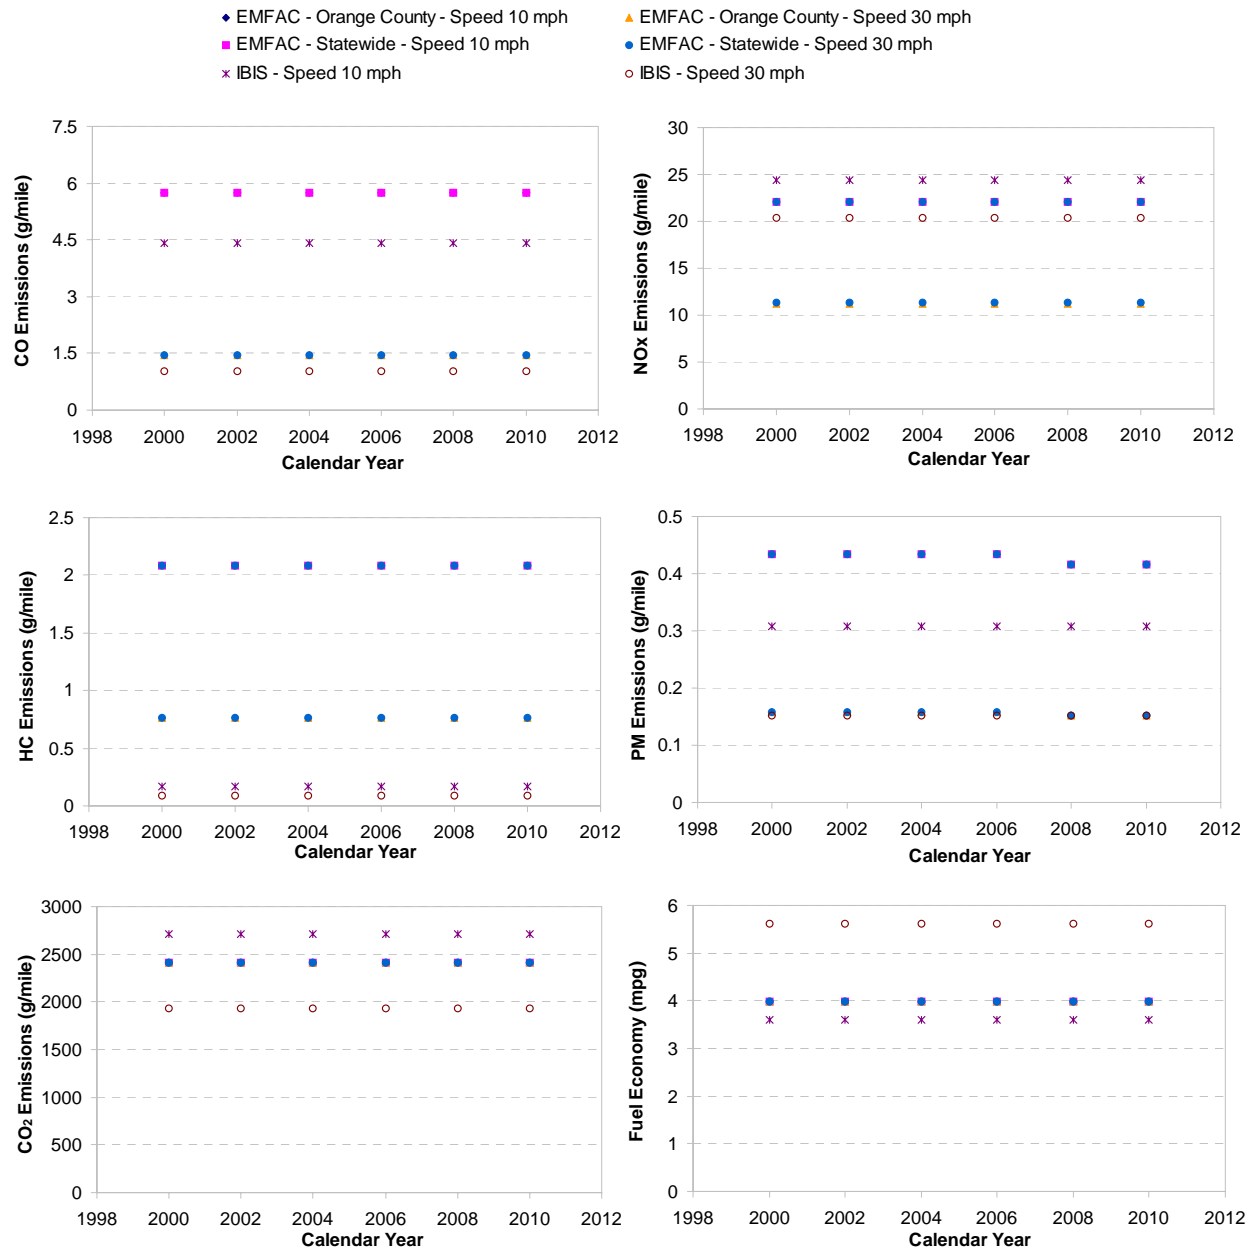 EMFAC - Orange County - Speed 10 mph
EMFAC - Orange County - Speed 30 mph
EMFAC - Statewide - Speed 10 mph
EMFAC - Statewide - Speed 30 mph
IBIS - Speed 10 mph
IBIS - Speed 30 mph
CO Emissions (g/mile)
7.5
6
4.5
3
1.5
0
1998 2000 2002 2004 2006 2008 2010 2012
Calendar Year
NOx Emissions (g/mile)
30
25
20
15
10
5
0
1998 2000 2002 2004 2006 2008 2010 2012
Calendar Year
HC Emissions (g/mile)
2.5
2
1.5
1
0.5
0
1998 2000 2002 2004 2006 2008 2010 2012
Calendar Year
PM Emissions (g/mile)
0.5
0.4
0.3
0.2
0.1
0
1998 2000 2002 2004 2006 2008 2010 2012
Calendar Year
CO₂ Emissions (g/mile)
3000
2500
2000
1500
1000
500
0
1998 2000 2002 2004 2006 2008 2010 2012
Calendar Year
Fuel Economy (mpg)
6
5
4
3
2
1
0
1998 2000 2002 2004 2006 2008 2010 2012
Calendar Year